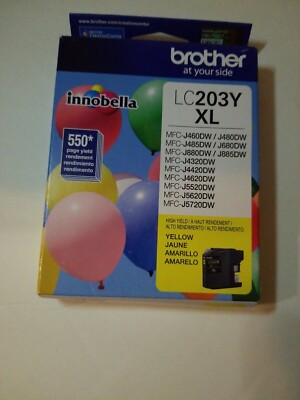 brother
at your side
innobella
LC203Y
XL
550*
page yield
rendement
rendimiento
rendimento
MFC-J460DW / J480DW
MFC-J485DW / J680DW
MFC-J880DW / J885DW
MFC-J4320DW
MFC-J4420DW
MFC-J4620DW
MFC-J5520DW
MFC-J5620DW
MFC-J5720DW
HIGH YIELD / A HAUT RENDEMENT /
ALTO RENDIMIENTO / ALTO RENDIMENTO
YELLOW
JAUNE
AMARILLO
AMARELO